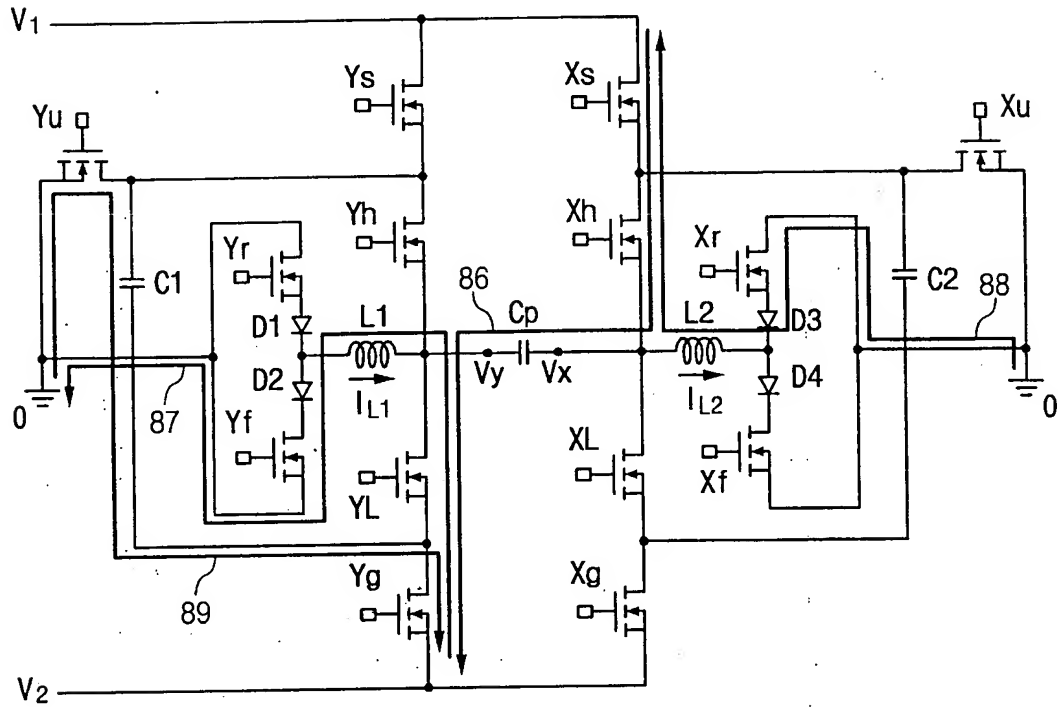 V1
Ys
Xs
Yu
Xu
Yh
Xh
Yr
Xr
C1
86
C2
D1
L1
Cp
L2
D3
88
D2
Vy
Vx
D4
0
87
IL1
IL2
0
Yf
XL
YL
Xf
89
Yg
Xg
V2